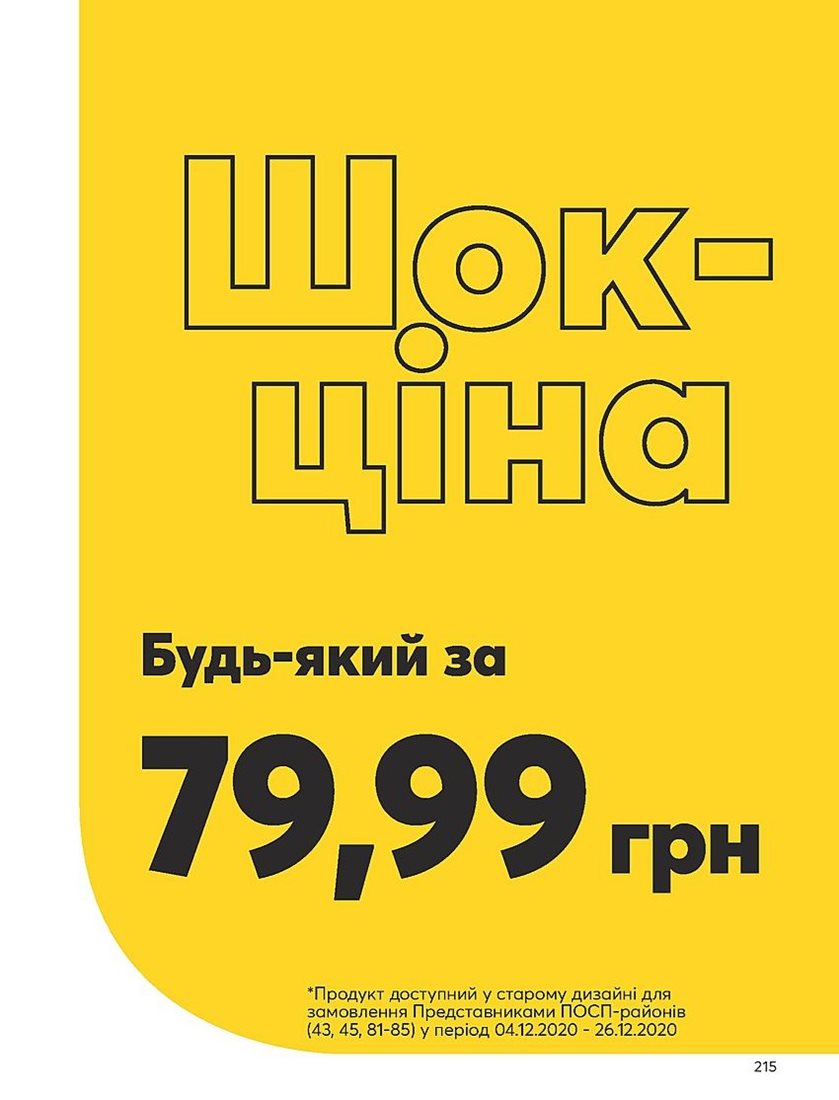 Шок-
ціна
Будь-який за
79,99 грн
*Продукт доступний у старому дизайні для
замовлення Представниками ПОСП-районів
(43, 45, 81-85) у період 04.12.2020 - 26.12.2020
215